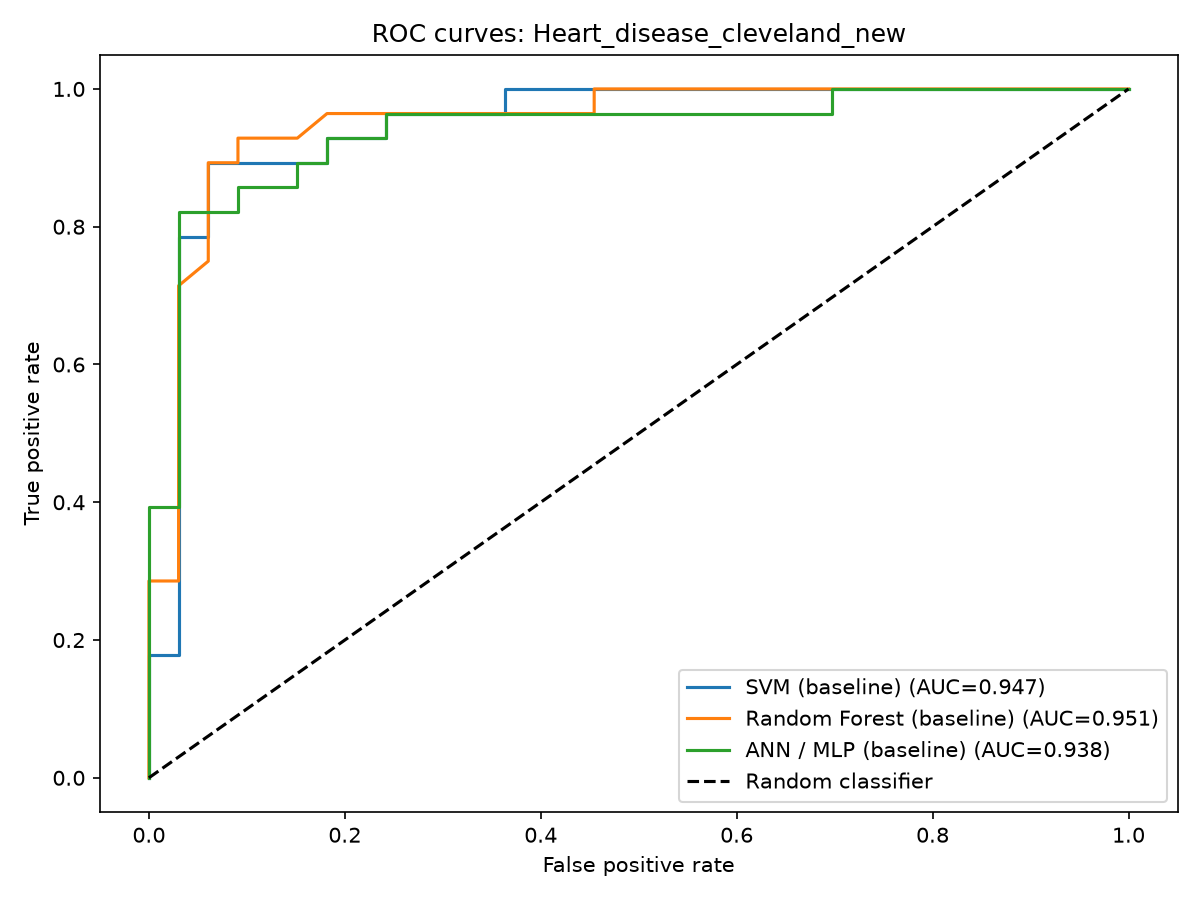 ROC curves: Heart_disease_cleveland_new
1.0
0.8
0.6
0.4
0.2
0.0
True positive rate
SVM (baseline) (AUC=0.947)
Random Forest (baseline) (AUC=0.951)
ANN / MLP (baseline) (AUC=0.938)
Random classifier
0.0 0.2 0.4 0.6 0.8 1.0
False positive rate